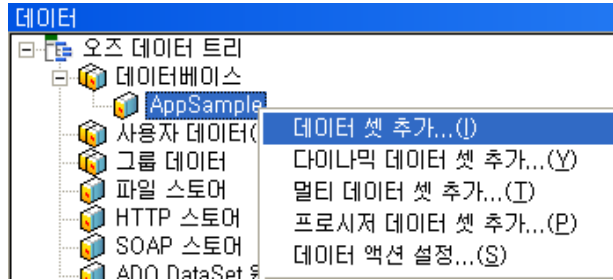 데이터
오즈 데이터 트리
데이터베이스
AppSample
데이터 셋 추가...(I)
사용자 데이터(
다이나믹 데이터 셋 추가...(Y)
그룹 데이터
멀티 데이터 셋 추가...(T)
파일 스토어
프로시저 데이터 셋 추가...(P)
HTTP 스토어
데이터 액션 설정...(S)
SOAP 스토어
ADO DataSet